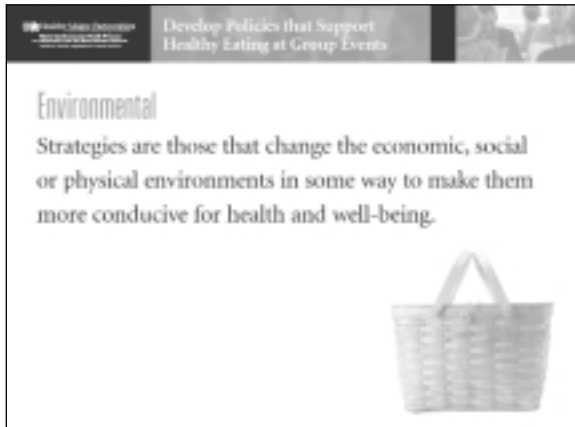 Develop Policies that Support
Healthy Eating at Group Events
Environmental
Strategies are those that change the economic, social
or physical environments in some way to make them
more conducive for health and well-being.